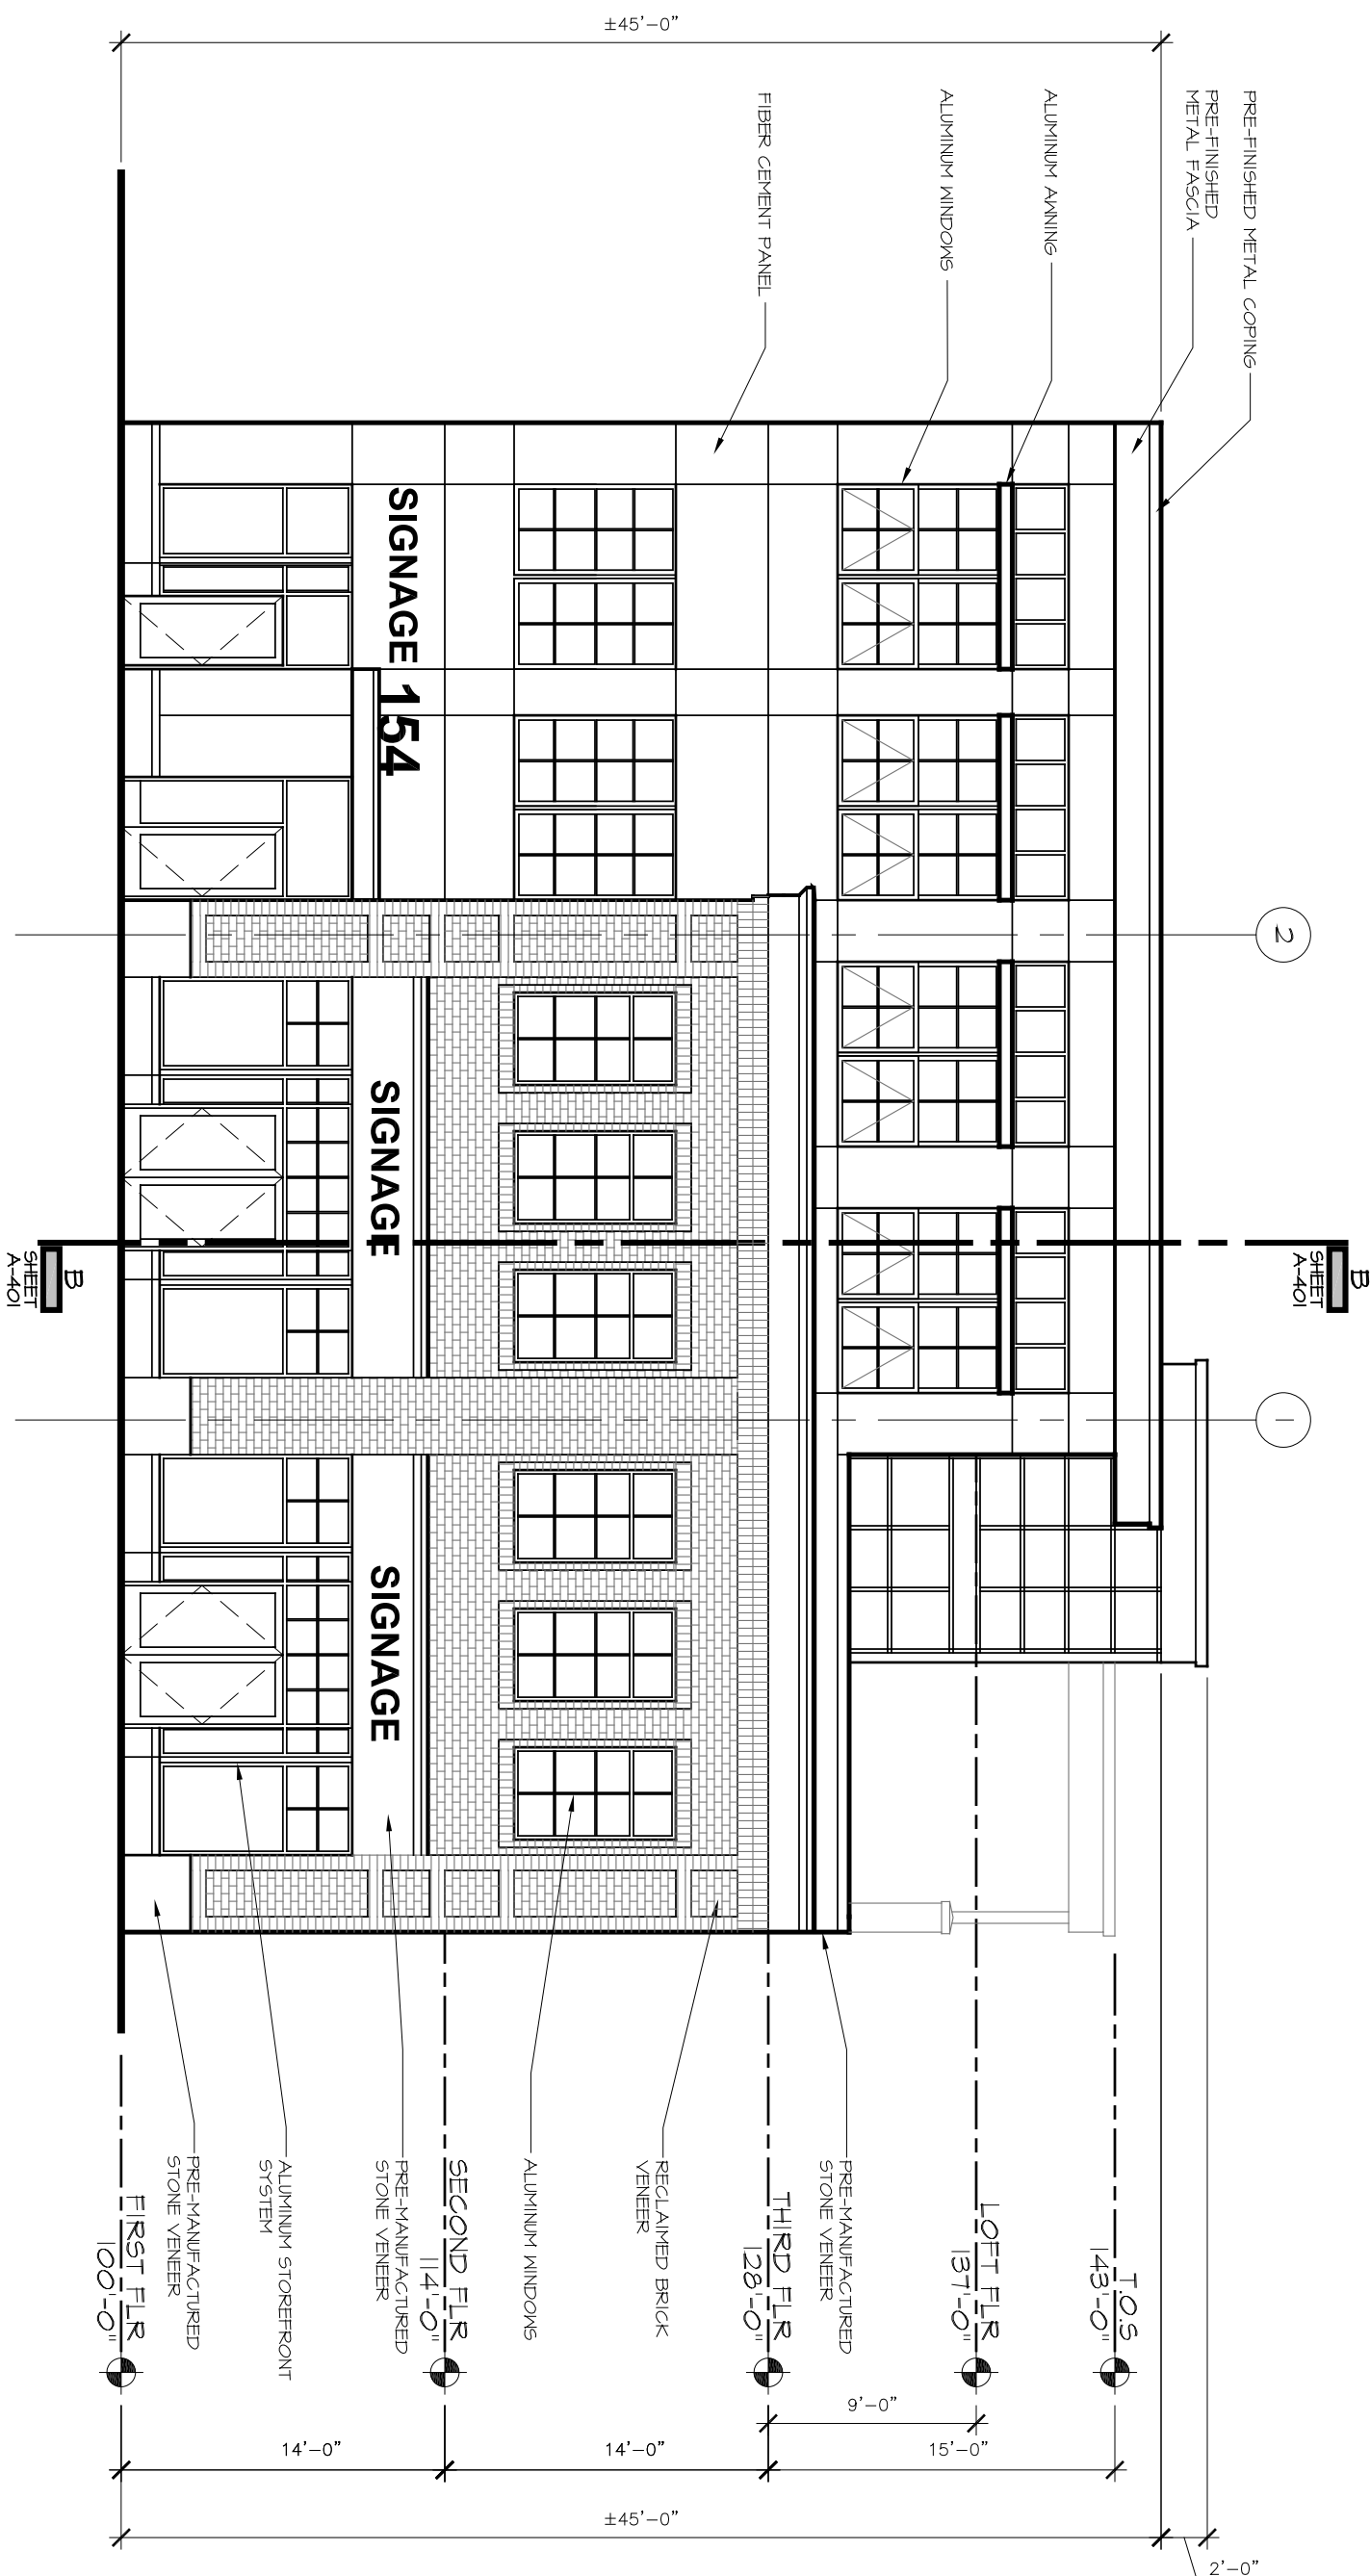 ±45'-0"
PRE-FINISHED METAL COPING
PRE-FINISHED
METAL FASCIA
ALUMINUM AWNING
ALUMINUM WINDOWS
FIBER CEMENT PANEL
SIGNAGE
154
SIGNAGE
SIGNAGE
2
1
B
SHEET
A-401
B
SHEET
A-401
T.O.S
143'-0"
LOFT FLR
137'-0"
PRE-MANUFACTURED
STONE VENEER
THIRD FLR
128'-0"
RECLAIMED BRICK
VENEER
ALUMINUM WINDOWS
SECOND FLR
114'-0"
PRE-MANUFACTURED
STONE VENEER
ALUMINUM STOREFRONT
SYSTEM
PRE-MANUFACTURED
STONE VENEER
FIRST FLR
100'-0"
9'-0"
15'-0"
14'-0"
14'-0"
±45'-0"
2'-0"